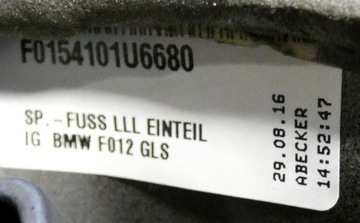 F0154101U6680
SP.-FUSS LLL EINTEIL
IG BMW F012 GLS
29.08.16
ABECKER
14:52:47